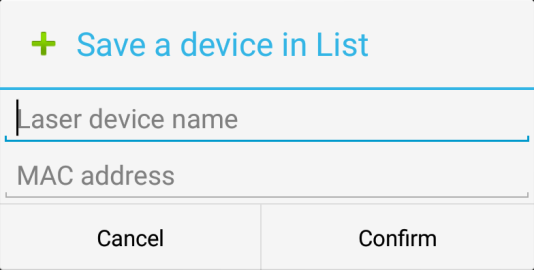 Save a device in List
Laser device name
MAC address
Cancel
Confirm